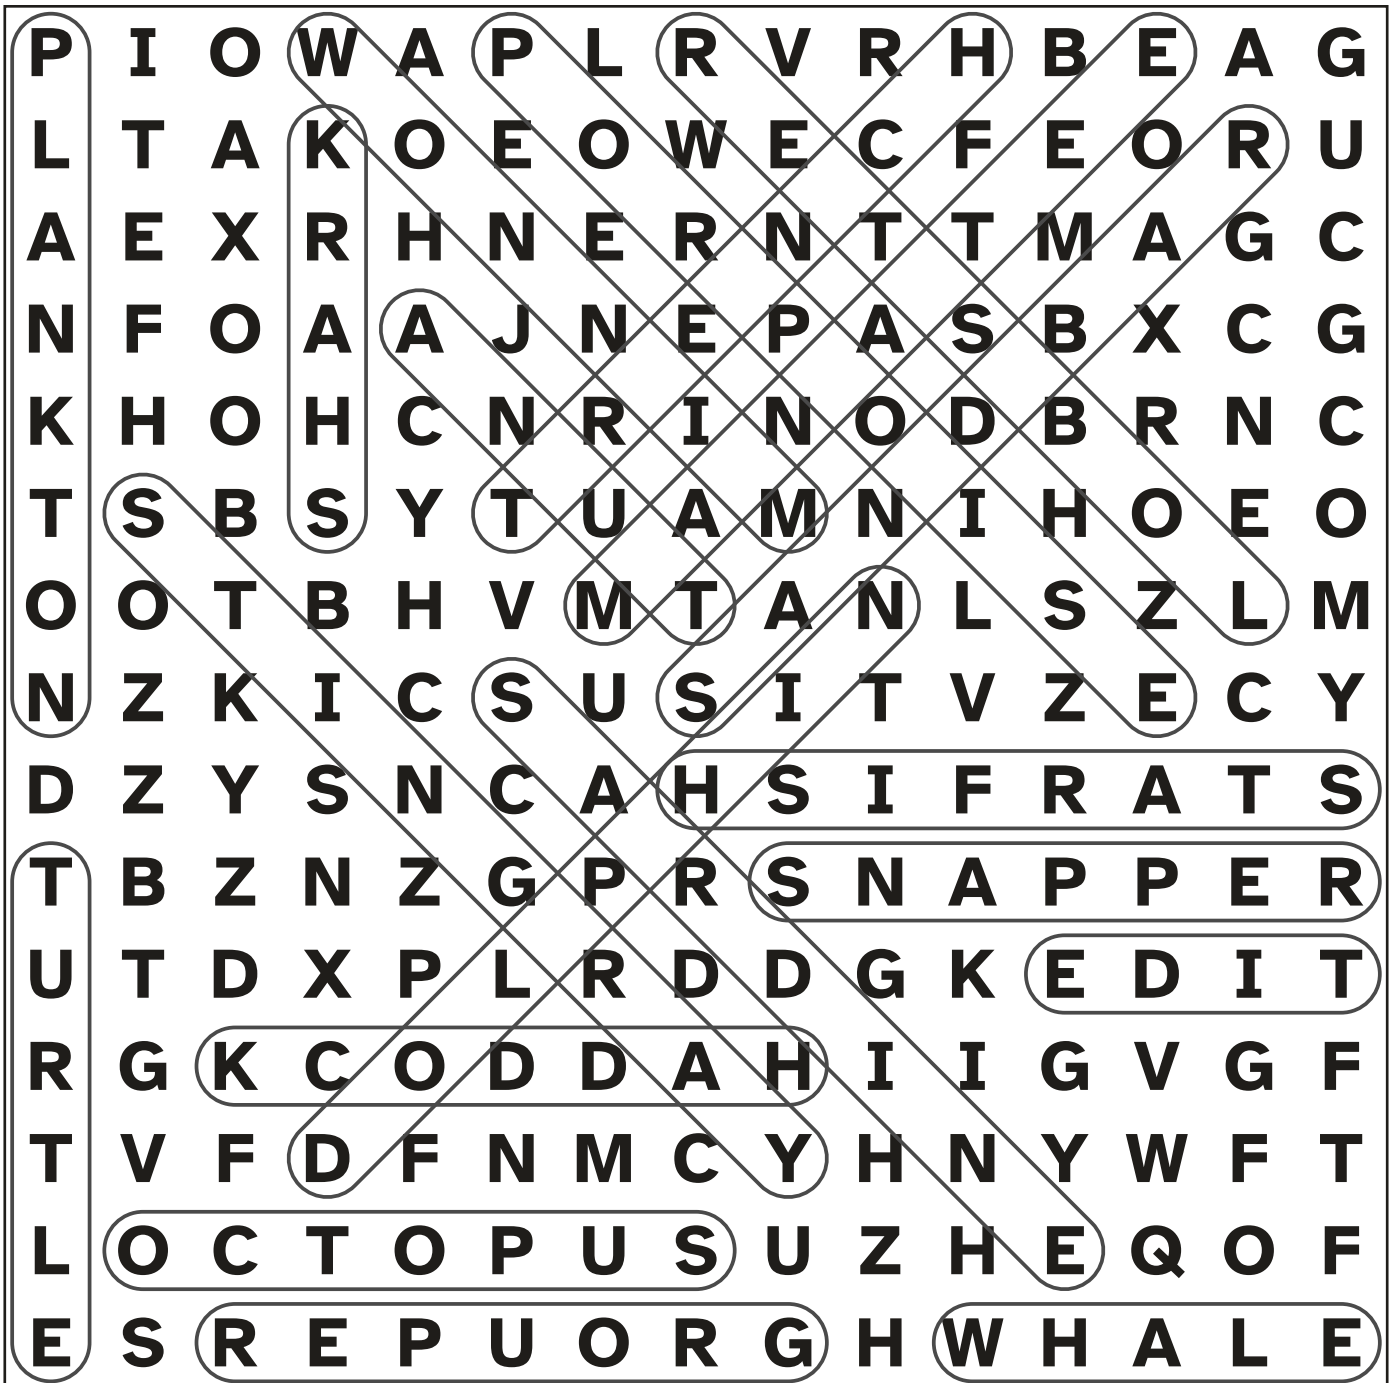 P I O W A P L R V R H B E A G
L T A K O E O W E C F E O R U
A E X R H N E R N T T M A G C
N F O A A J N E P A S B X C G
K H O H C N R I N O D B R N C
T S B S Y T U A M N I H O E O
O O T B H V M T A N L S Z L M
N Z K I C S U S I T V Z E C Y
D Z Y S N C A H S I F R A T S
T B Z N Z G P R S N A P P E R
U T D X P L R D D G K E D I T
R G K C O D D A H I I G V G F
T V F D F N M C Y H N Y W F T
L O C T O P U S U Z H E Q O F
E S R E P U O R G H W H A L E